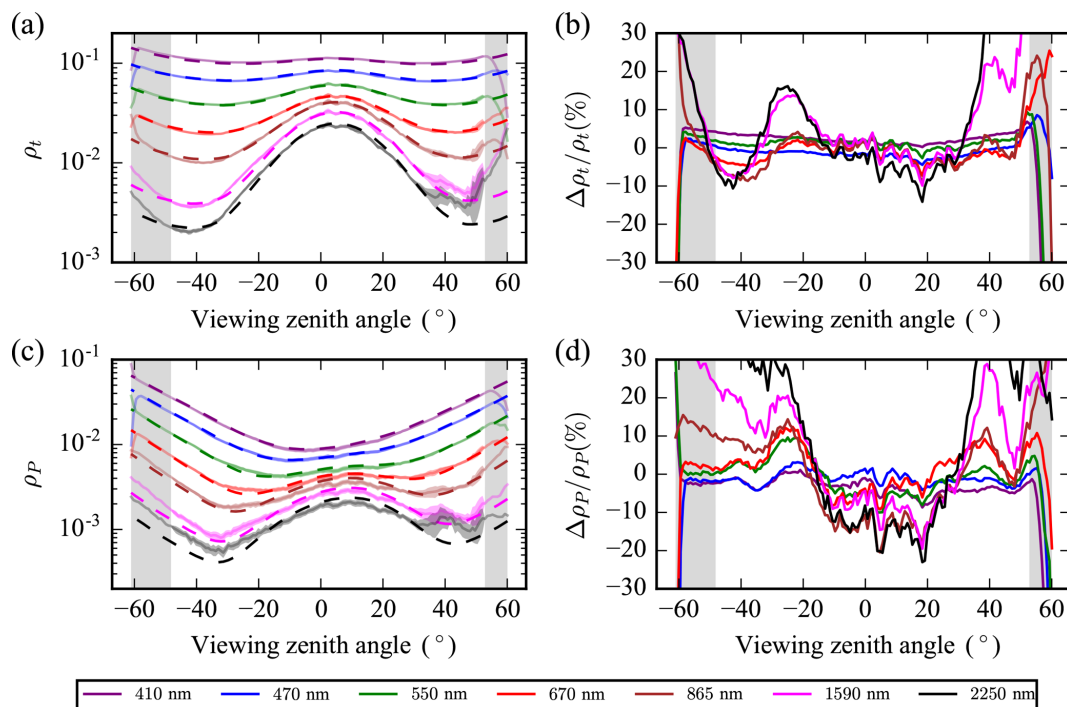 (a)
(b)
10⁻¹
10⁻²
10⁻³
ρₜ
−60 −40 −20 0 20 40 60
Viewing zenith angle (°)
30
20
10
0
−10
−20
−30
Δρₜ/ρₜ(%)
−60 −40 −20 0 20 40 60
Viewing zenith angle (°)
(c)
(d)
10⁻¹
10⁻²
10⁻³
ρ_P
−60 −40 −20 0 20 40 60
Viewing zenith angle (°)
30
20
10
0
−10
−20
−30
Δρ_P/ρ_P(%)
−60 −40 −20 0 20 40 60
Viewing zenith angle (°)
410 nm 470 nm 550 nm 670 nm 865 nm 1590 nm 2250 nm